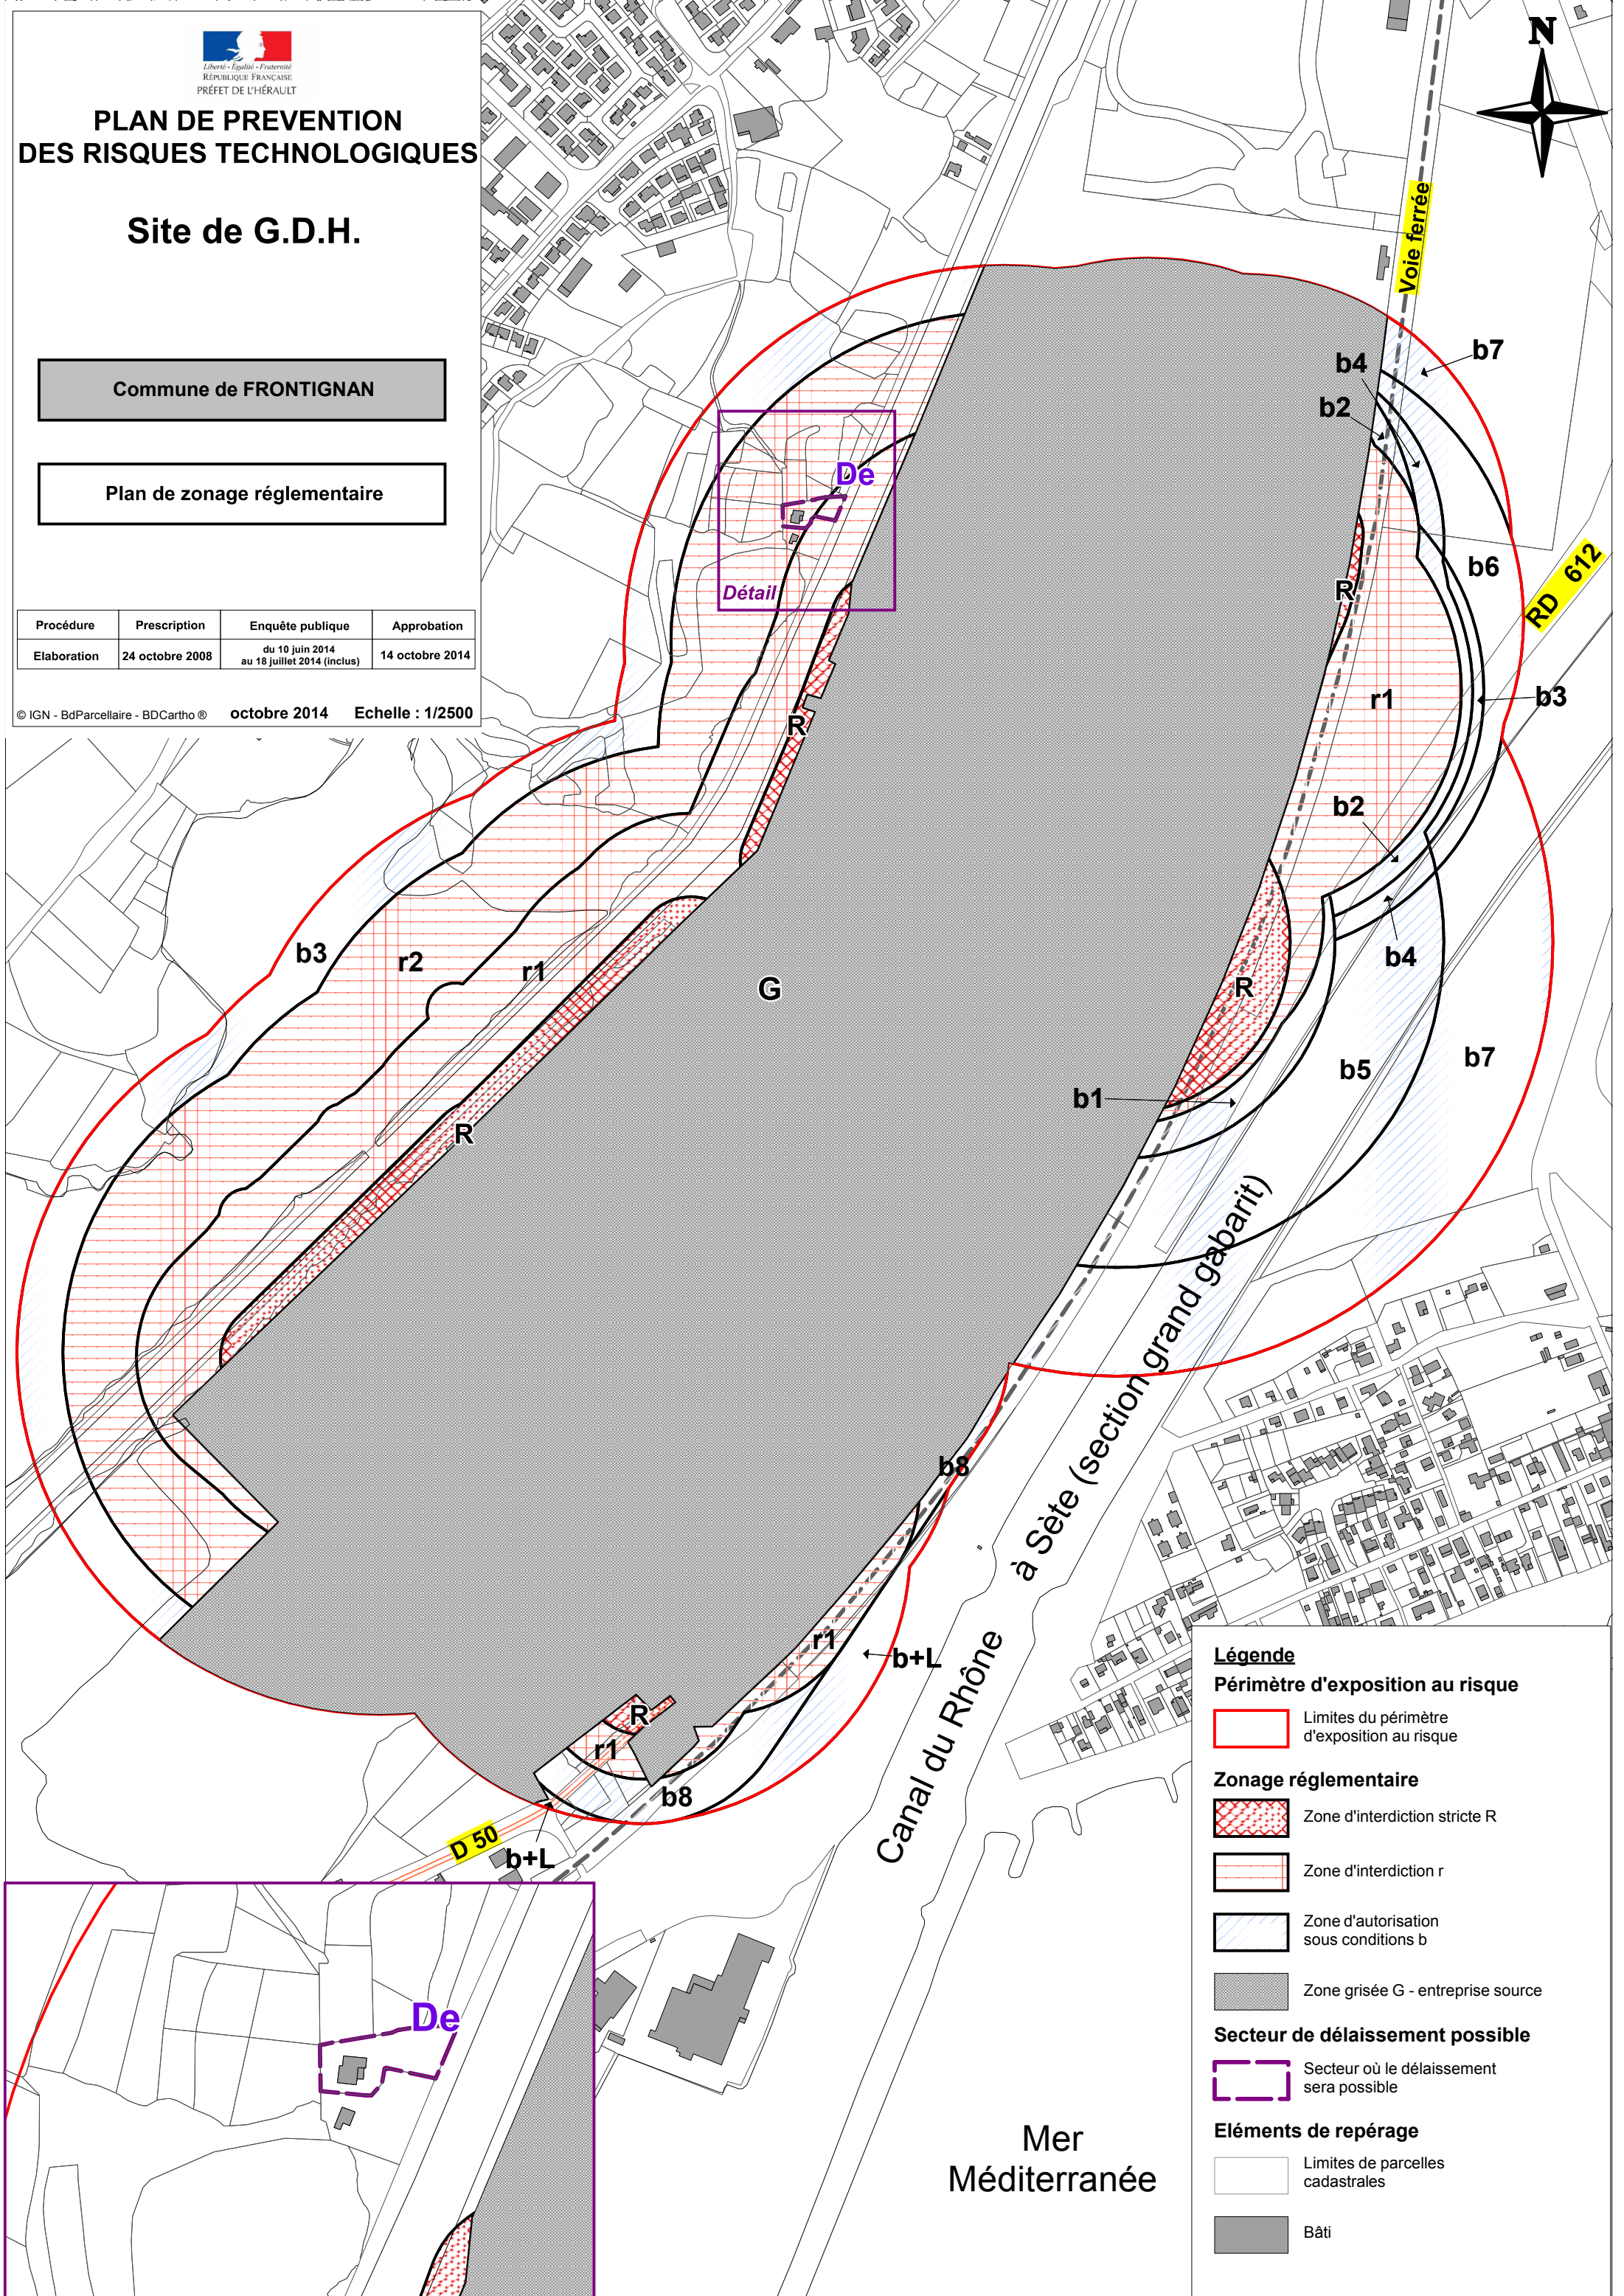 Liberté • Égalité • Fraternité
RÉPUBLIQUE FRANÇAISE
PRÉFET DE L'HÉRAULT
PLAN DE PREVENTION
DES RISQUES TECHNOLOGIQUES
Site de G.D.H.
Commune de FRONTIGNAN
Plan de zonage réglementaire
Procédure Prescription Enquête publique Approbation
Elaboration 24 octobre 2008 du 10 juin 2014 au 18 juillet 2014 (inclus) 14 octobre 2014
© IGN - BdParcellaire - BDCartho ® octobre 2014 Echelle : 1/2500
N
Voie ferrée
b7
b4
b2
De
Détail
b6
RD 612
R
R
r1
b3
b2
b3
r2
r1
G
R
b4
b5
b7
b1
R
Canal du Rhône à Sète (section grand gabarit)
b8
r1
b+L
R
r1
b8
D 50
b+L
De
Mer
Méditerranée
Légende
Périmètre d'exposition au risque
Limites du périmètre
d'exposition au risque
Zonage réglementaire
Zone d'interdiction stricte R
Zone d'interdiction r
Zone d'autorisation
sous conditions b
Zone grisée G - entreprise source
Secteur de délaissement possible
Secteur où le délaissement
sera possible
Eléments de repérage
Limites de parcelles
cadastrales
Bâti